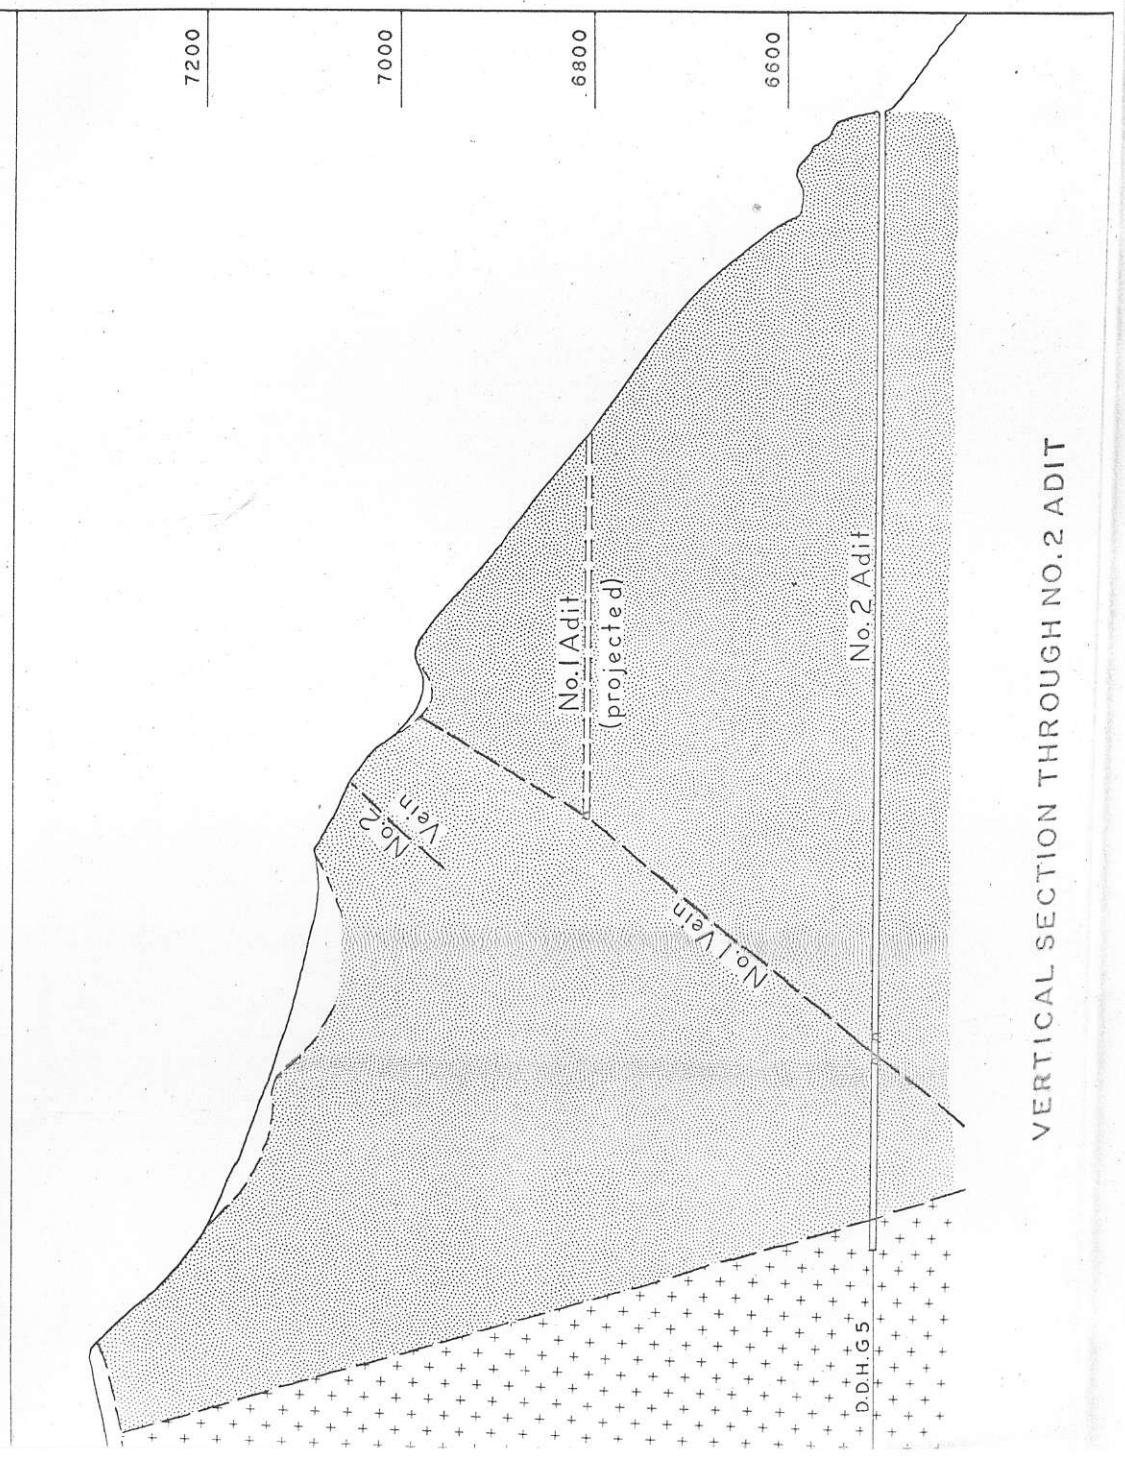 7200
7000
6800
6600
No.2
Vein
No.1 Adit
(projected)
No.1 Vein
No.2 Adit
D.D.H.G5
VERTICAL SECTION THROUGH NO.2 ADIT